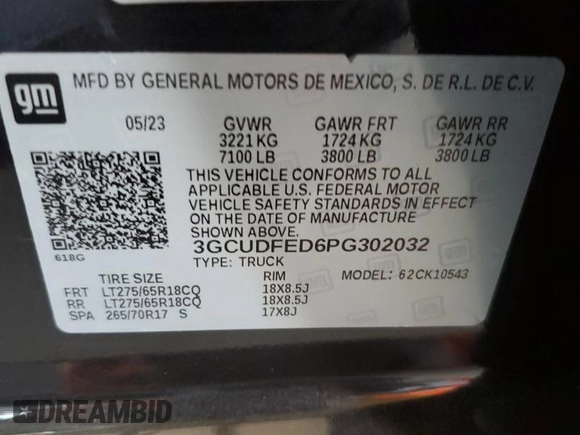 gm
MFD BY GENERAL MOTORS DE MEXICO, S. DE R.L. DE C.V.
05/23 GVWR GAWR FRT GAWR RR
3221 KG 1724 KG 1724 KG
7100 LB 3800 LB 3800 LB
THIS VEHICLE CONFORMS TO ALL
APPLICABLE U.S. FEDERAL MOTOR
VEHICLE SAFETY STANDARDS IN EFFECT
ON THE DATE OF MANUFACTURE
SHOWN ABOVE.
618G
3GCUDFED6PG302032
TYPE: TRUCK MODEL: 62CK10543
TIRE SIZE RIM
FRT LT275/65R18CQ 18X8.5J
RR LT275/65R18CQ 18X8.5J
SPA 265/70R17 S 17X8J
DREAMBID